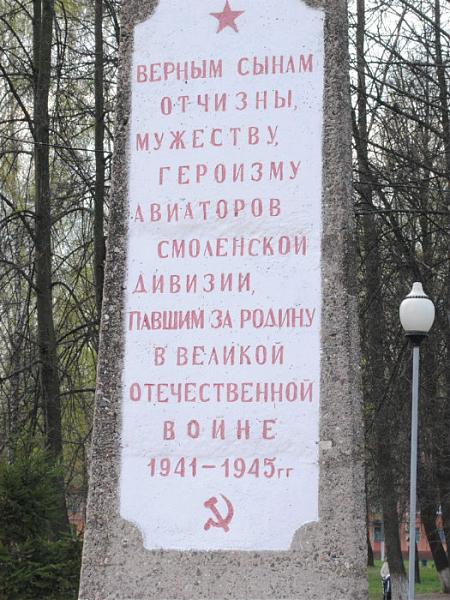 ВЕРНЫМ СЫНАМ
ОТЧИЗНЫ,
МУЖЕСТВУ,
ГЕРОИЗМУ
АВИАТОРОВ
СМОЛЕНСКОЙ
ДИВИЗИИ,
ПАВШИМ ЗА РОДИНУ
В ВЕЛИКОЙ
ОТЕЧЕСТВЕННОЙ
ВОЙНЕ
1941-1945гг